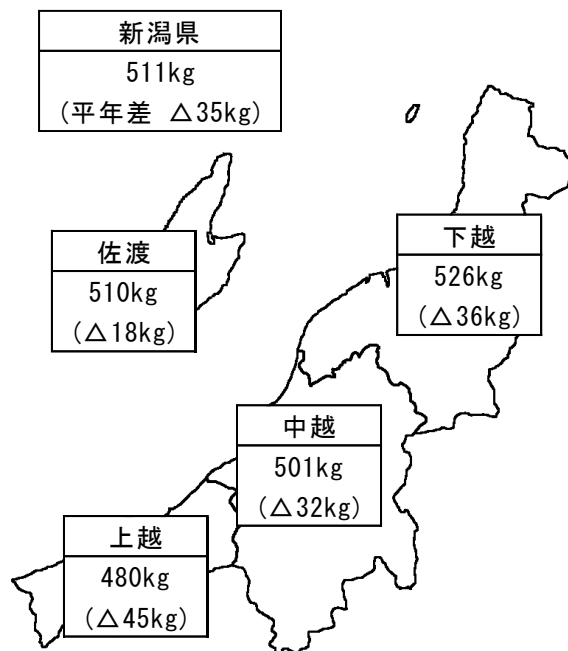 新潟県
511kg
(平年差 △35kg)
佐渡
510kg
(△18kg)
下越
526kg
(△36kg)
中越
501kg
(△32kg)
上越
480kg
(△45kg)